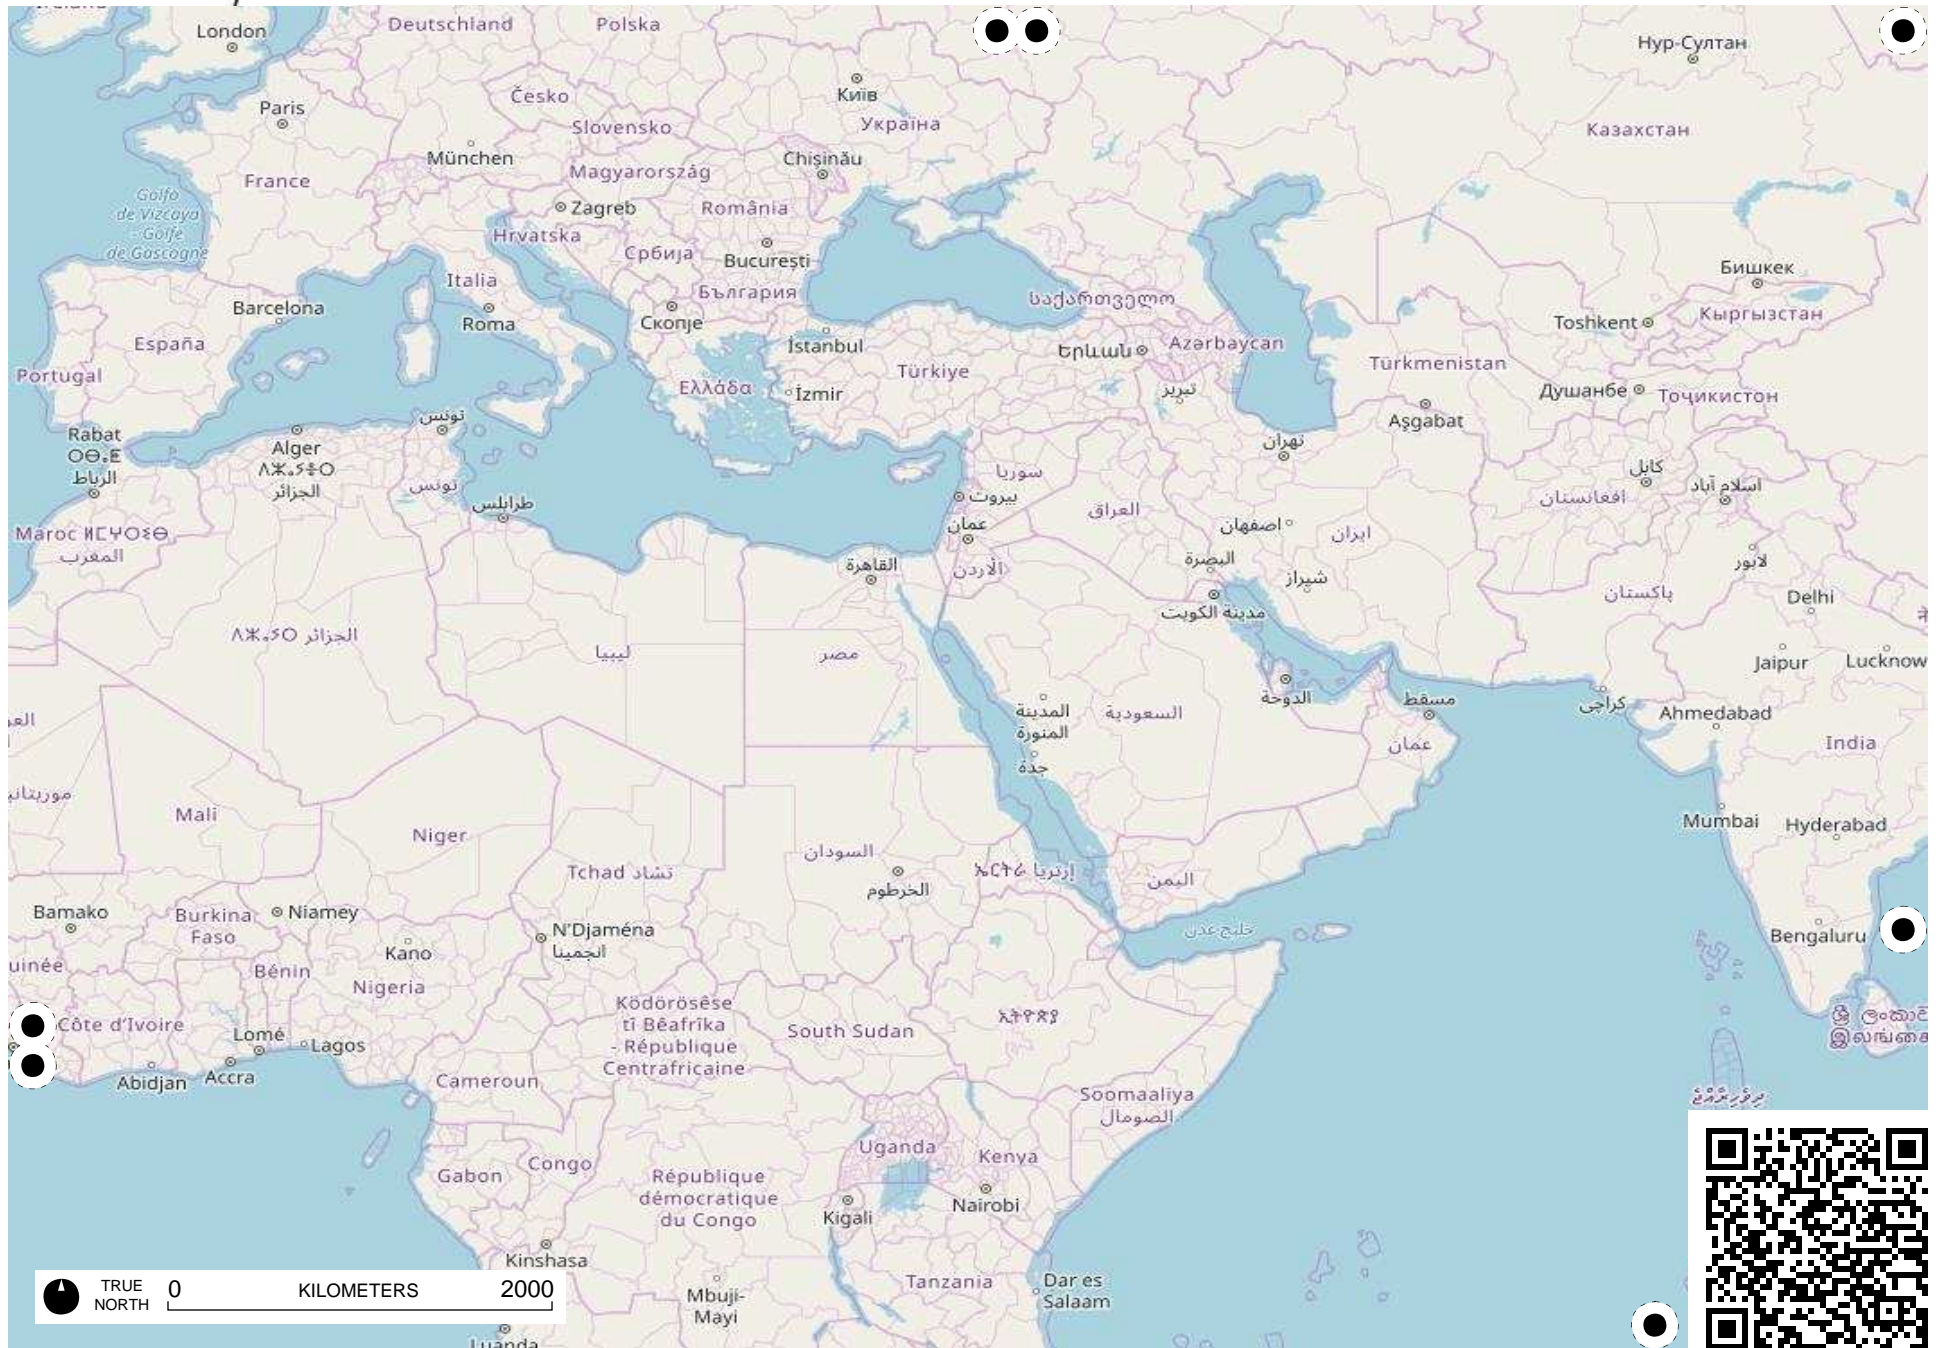 London
Deutschland
Polska
Нур-Султан
Paris
Česko
Київ
Україна
Казахстан
Slovensko
München
Chișinău
France
Magyarország
Golfo
de Vizcaya
- Golfe
de Gascogne
Zagreb
România
Hrvatska
Србија
București
Бишкек
Italia
България
Barcelona
Roma
Скопје
საქართველო
Toshkent
Кыргызстан
España
İstanbul
Երևան
Azərbaycan
Portugal
Türkiye
Türkmenistan
Ελλάδα
İzmir
تبریز
Душанбе
Тоҷикистон
Aşgabat
تونس
Rabat
ⵔⴱⴰⵟ
الرباط
Alger
ⴷⵣⴰⵢⵔ
الجزائر
تهران
سوريا
كابل
اسلام آباد
تونس
طرابلس
بيروت
افغانستان
العراق
اصفهان
ایران
عمان
Maroc ⵍⵎⵖⵔⵉⴱ
المغرب
القاهرة
الأردن
البصرة
شیراز
لاہور
مدينة الكويت
پاکستان
Delhi
ⴷⵣⴰⵢⵔ الجزائر
ليبيا
مصر
Jaipur
Lucknow
المدينة
المنورة
السعودية
الدوحة
مسقط
کراچی
Ahmedabad
عمان
India
جدة
Mali
Niger
Mumbai
Hyderabad
Tchad تشاد
السودان
الخرطوم
ኤርትራ إرتريا
اليمن
Bamako
Burkina
Faso
Niamey
Kano
N'Djaména
انجمينا
خليج عدن
Bengaluru
uinée
Bénin
Nigeria
Côte d'Ivoire
Lomé
Lagos
Ködörösêse
tî Bêafrîka
- République
Centrafricaine
South Sudan
ኢትዮጵያ
Abidjan
Accra
Cameroun
Soomaaliya
الصومال
ދިވެހިރާއްޖެ
Uganda
Kenya
Gabon
Congo
République
démocratique
du Congo
Kigali
Nairobi
Kinshasa
TRUE
NORTH
0 KILOMETERS 2000
Mbuji-
Mayi
Tanzania
Dar es
Salaam
Luanda